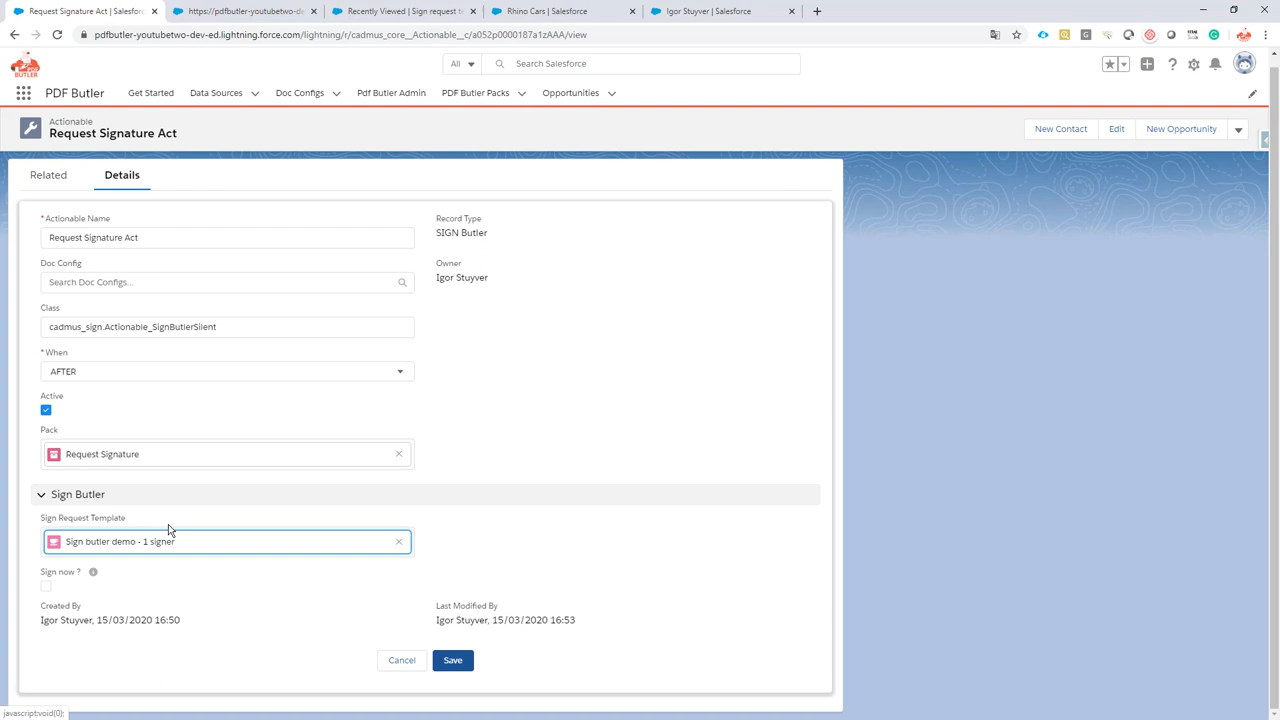 Request Signature Act | Salesfor
https://pdfbutler-youtubetwo-de
Recently Viewed | Sign request te
Rhino Cars | Salesforce
Igor Stuyver | Salesforce
pdfbutler-youtubetwo-dev-ed.lightning.force.com/lightning/r/cadmus_core__Actionable__c/a052p0000187a1zAAA/view
PDF BUTLER
All
Search Salesforce
PDF Butler
Get Started
Data Sources
Doc Configs
Pdf Butler Admin
PDF Butler Packs
Opportunities
Actionable
Request Signature Act
New Contact
Edit
New Opportunity
Related
Details
*Actionable Name
Request Signature Act
Record Type
SIGN Butler
Doc Config
Search Doc Configs...
Owner
Igor Stuyver
Class
cadmus_sign.Actionable_SignButlerSilent
*When
AFTER
Active
Pack
Request Signature
Sign Butler
Sign Request Template
Sign butler demo - 1 signer
Sign now ?
Created By
Igor Stuyver, 15/03/2020 16:50
Last Modified By
Igor Stuyver, 15/03/2020 16:53
Cancel
Save
javascript:void(0);